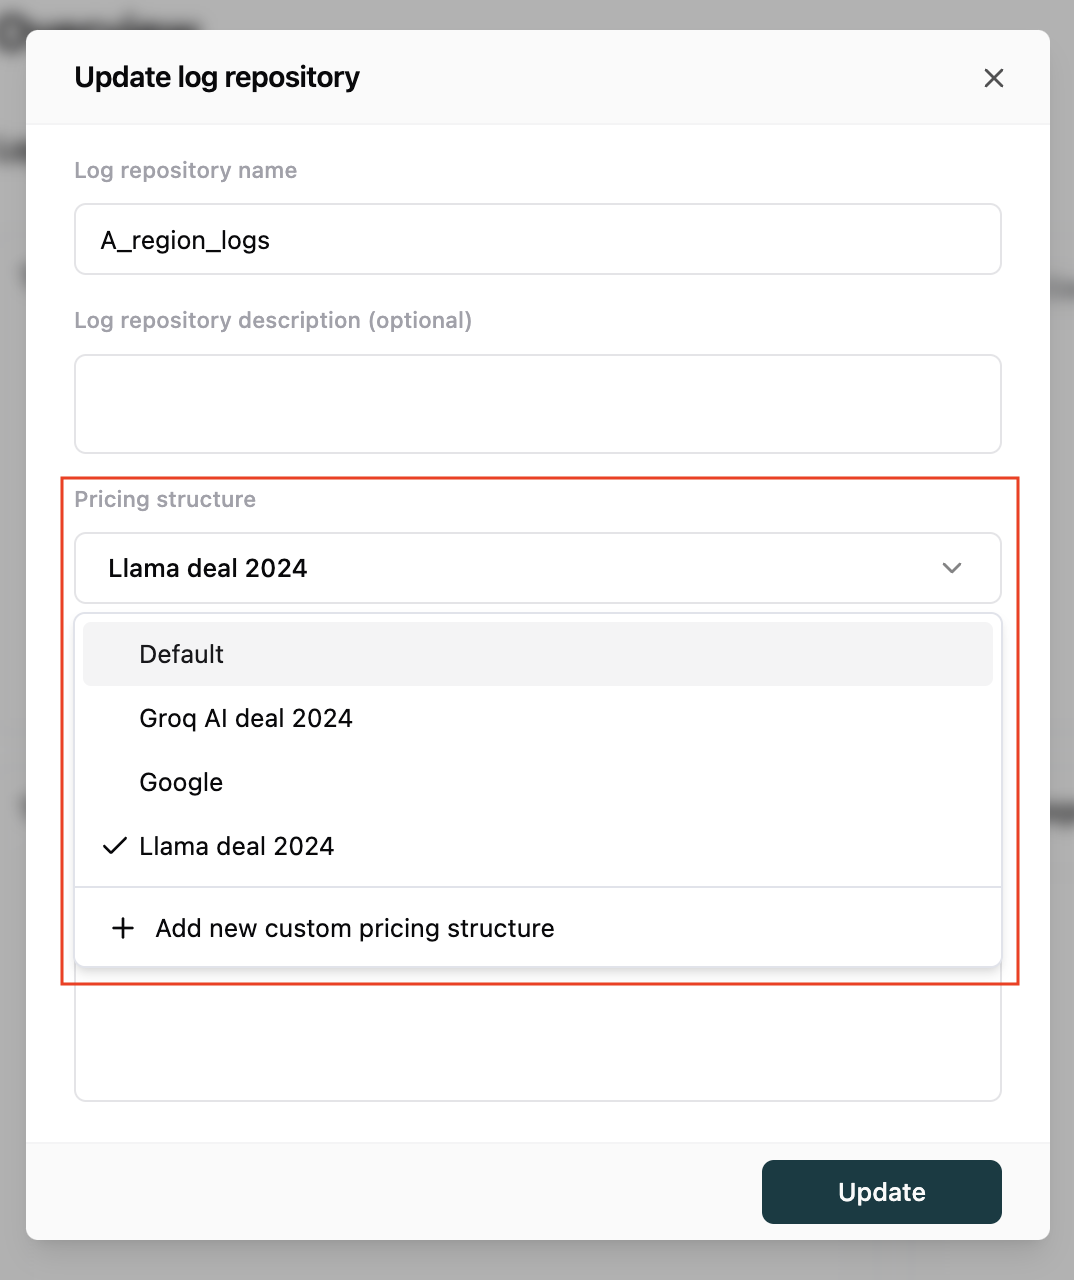 Update log repository
Log repository name
A_region_logs
Log repository description (optional)
Pricing structure
Llama deal 2024
Default
Groq AI deal 2024
Google
Llama deal 2024
Add new custom pricing structure
Update